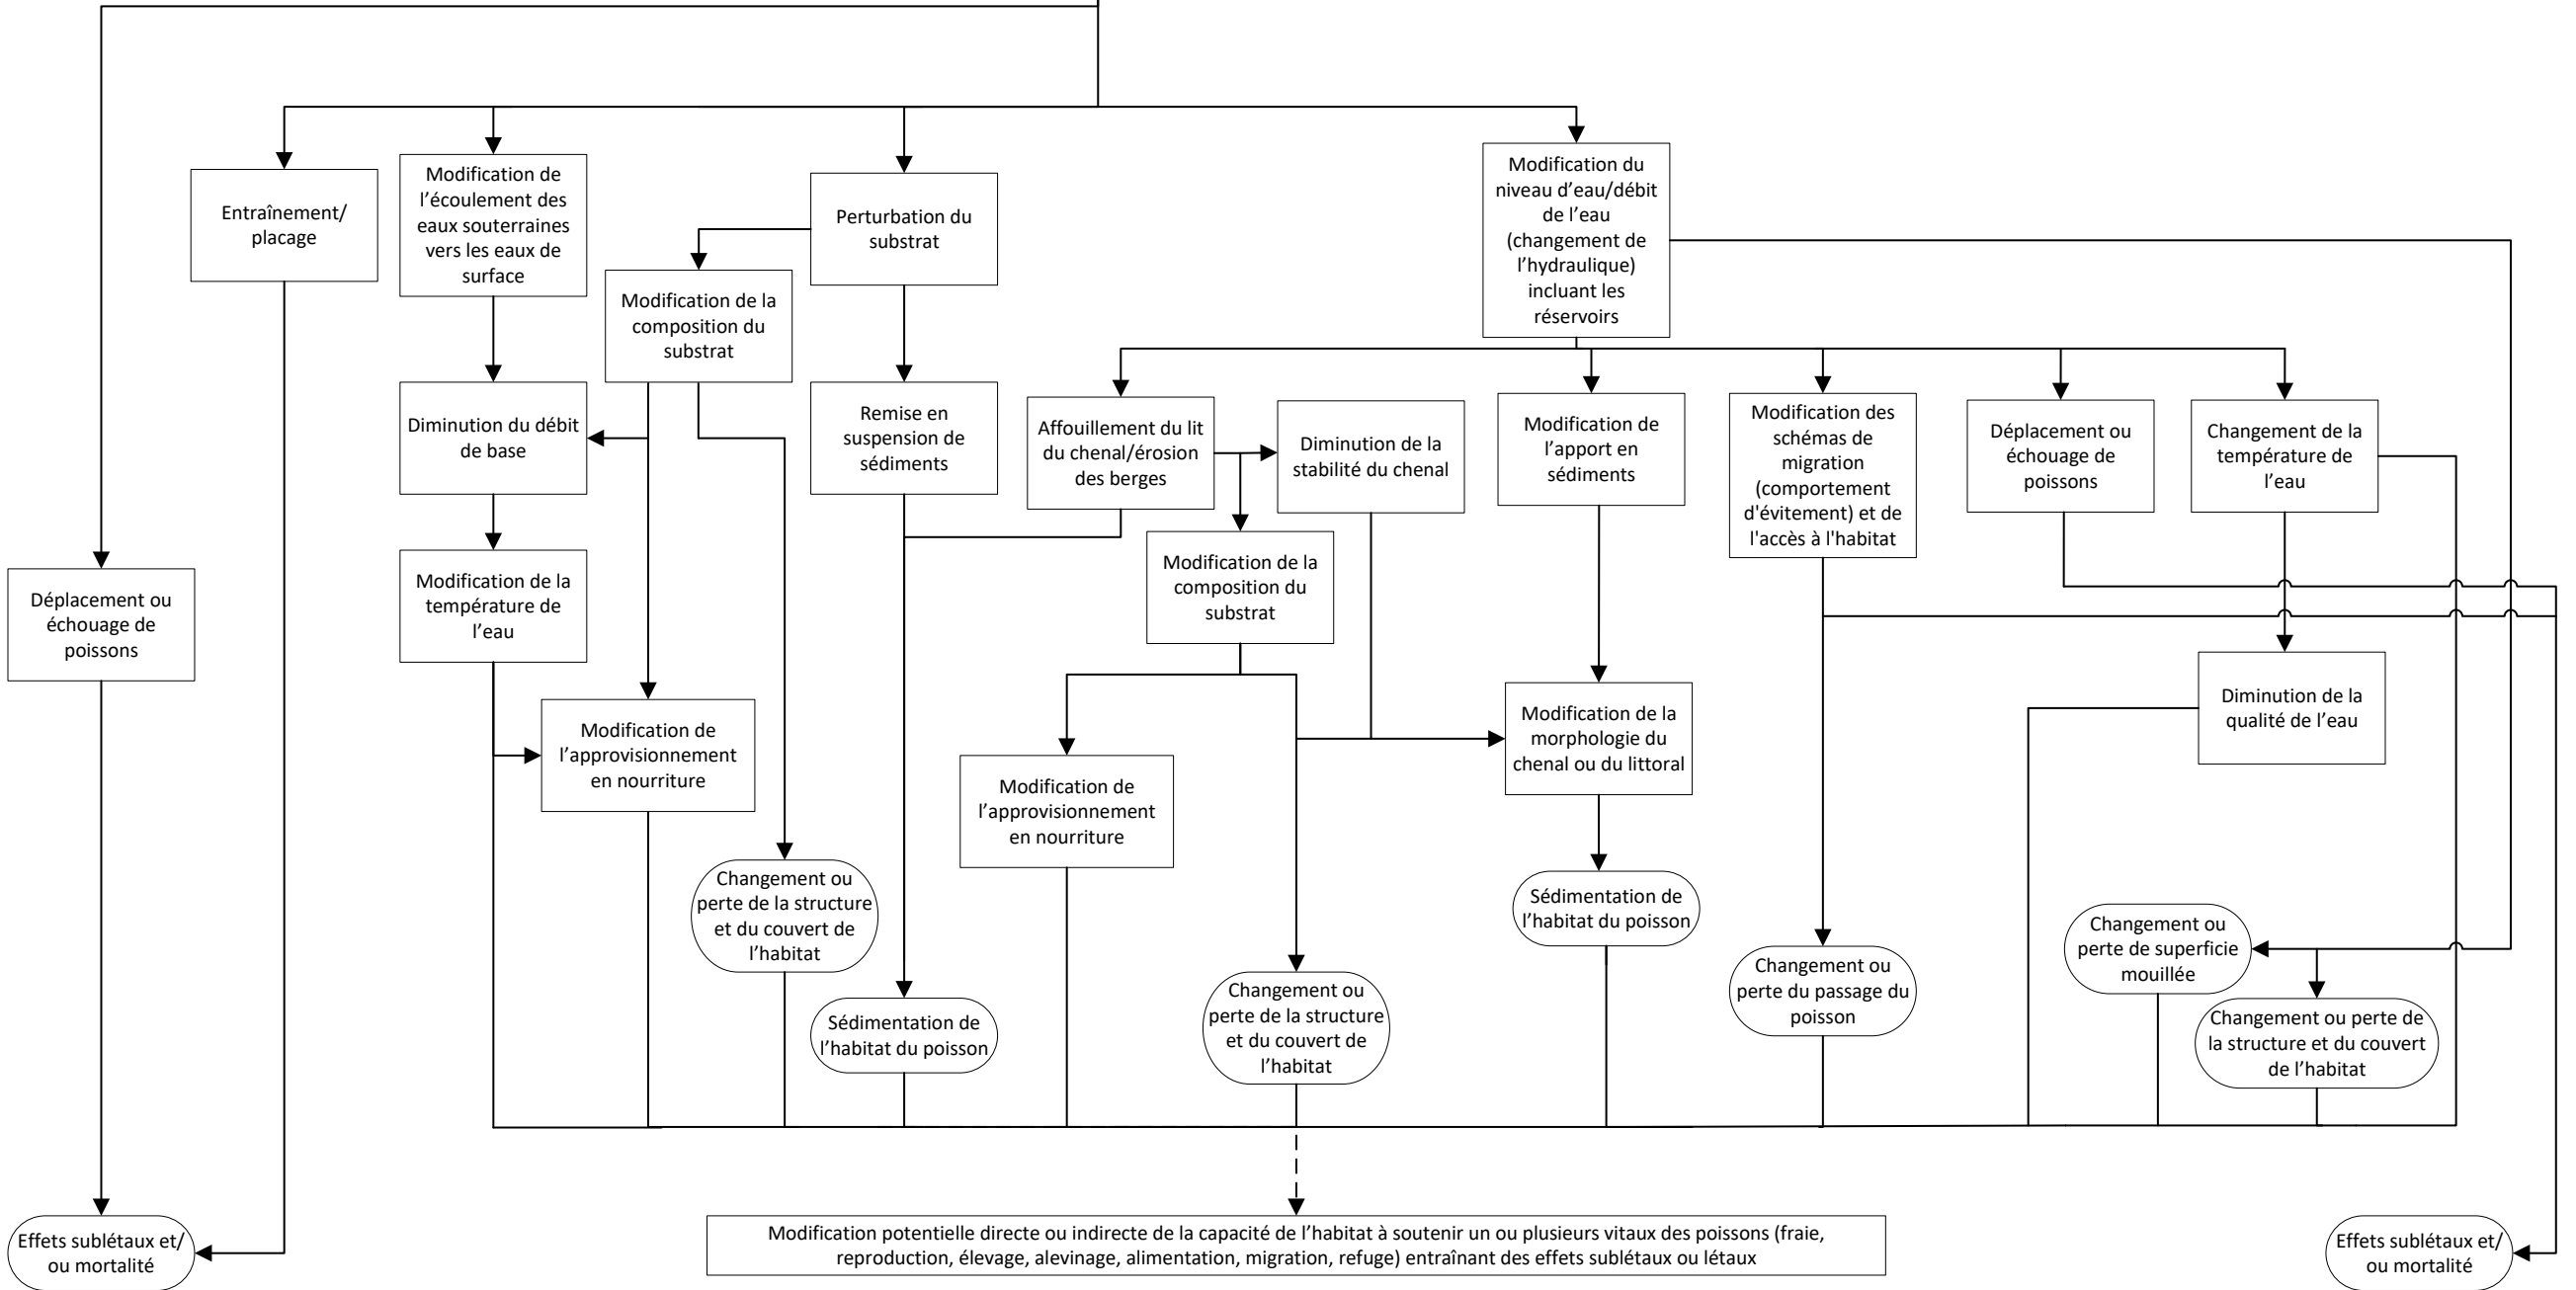 Entraînement/
placage
Modification de
l’écoulement des
eaux souterraines
vers les eaux de
surface
Perturbation du
substrat
Modification du
niveau d’eau/débit
de l’eau
(changement de
l’hydraulique)
incluant les
réservoirs
Modification de la
composition du
substrat
Diminution du débit
de base
Remise en
suspension de
sédiments
Affouillement du lit
du chenal/érosion
des berges
Diminution de la
stabilité du chenal
Modification de
l’apport en
sédiments
Modification des
schémas de
migration
(comportement
d'évitement) et de
l'accès à l'habitat
Déplacement ou
échouage de
poissons
Changement de la
température de
l’eau
Déplacement ou
échouage de
poissons
Modification de la
température de
l’eau
Modification de la
composition du
substrat
Modification de
l’approvisionnement
en nourriture
Modification de
l’approvisionnement
en nourriture
Modification de la
morphologie du
chenal ou du littoral
Diminution de la
qualité de l’eau
Changement ou
perte de la structure
et du couvert de
l’habitat
Sédimentation de
l’habitat du poisson
Changement ou
perte de la structure
et du couvert de
l’habitat
Sédimentation de
l’habitat du poisson
Changement ou
perte du passage du
poisson
Changement ou
perte de superficie
mouillée
Changement ou perte de
la structure et du couvert
de l’habitat
Effets sublétaux et/
ou mortalité
Modification potentielle directe ou indirecte de la capacité de l’habitat à soutenir un ou plusieurs vitaux des poissons (fraie,
reproduction, élevage, alevinage, alimentation, migration, refuge) entraînant des effets sublétaux ou létaux
Effets sublétaux et/
ou mortalité